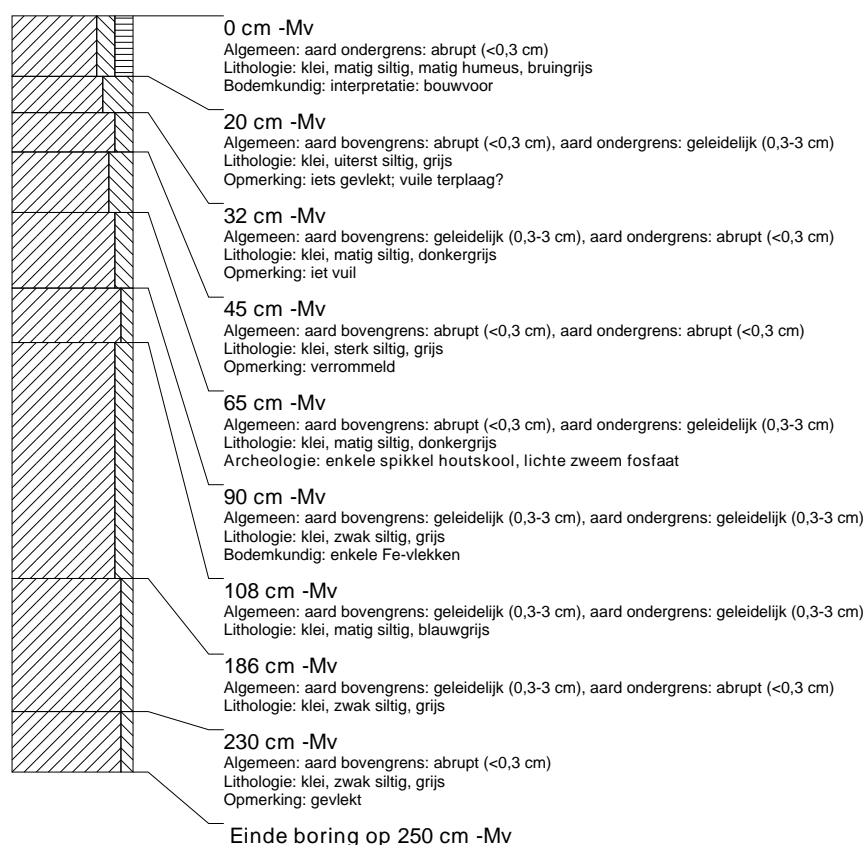 0 cm -Mv
Algemeen: aard ondergrens: abrupt (<0,3 cm)
Lithologie: klei, matig siltig, matig humeus, bruingrijs
Bodemkundig: interpretatie: bouwvoor
20 cm -Mv
Algemeen: aard bovengrens: abrupt (<0,3 cm), aard ondergrens: geleidelijk (0,3-3 cm)
Lithologie: klei, uiterst siltig, grijs
Opmerking: iets gevlekt; vuile terplaag?
32 cm -Mv
Algemeen: aard bovengrens: geleidelijk (0,3-3 cm), aard ondergrens: abrupt (<0,3 cm)
Lithologie: klei, matig siltig, donkergrijs
Opmerking: iet vuil
45 cm -Mv
Algemeen: aard bovengrens: abrupt (<0,3 cm), aard ondergrens: abrupt (<0,3 cm)
Lithologie: klei, sterk siltig, grijs
Opmerking: verrommeld
65 cm -Mv
Algemeen: aard bovengrens: abrupt (<0,3 cm), aard ondergrens: geleidelijk (0,3-3 cm)
Lithologie: klei, matig siltig, donkergrijs
Archeologie: enkele spikkel houtskool, lichte zweem fosfaat
90 cm -Mv
Algemeen: aard bovengrens: geleidelijk (0,3-3 cm), aard ondergrens: geleidelijk (0,3-3 cm)
Lithologie: klei, zwak siltig, grijs
Bodemkundig: enkele Fe-vlekken
108 cm -Mv
Algemeen: aard bovengrens: geleidelijk (0,3-3 cm), aard ondergrens: geleidelijk (0,3-3 cm)
Lithologie: klei, matig siltig, blauwgrijs
186 cm -Mv
Algemeen: aard bovengrens: geleidelijk (0,3-3 cm), aard ondergrens: abrupt (<0,3 cm)
Lithologie: klei, zwak siltig, grijs
230 cm -Mv
Algemeen: aard bovengrens: abrupt (<0,3 cm)
Lithologie: klei, zwak siltig, grijs
Opmerking: gevlekt
Einde boring op 250 cm -Mv